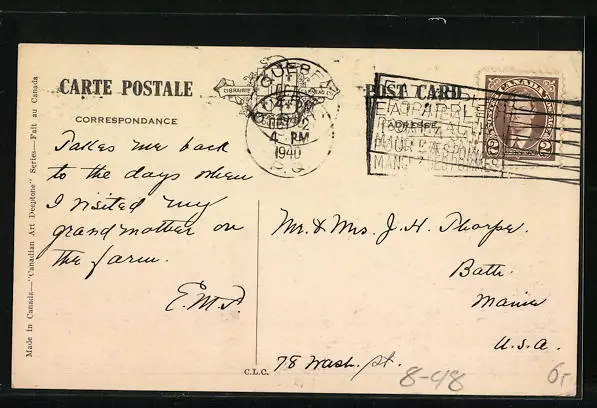 CARTE POSTALE
POST CARD
CORRESPONDANCE
QUEBEC
4 PM
1940
P.Q.
CANADA
2
Takes me back
to the days when
I visited my
grandmother on
the farm.
E.M.P.
Mr. & Mrs. J. H. Thorpe.
Bath.
Maine
U.S.a.
78 Wash. St.
C.L.C.
8-48
Made in Canada—"Canadian Art Deeptone" Series—Fait au Canada